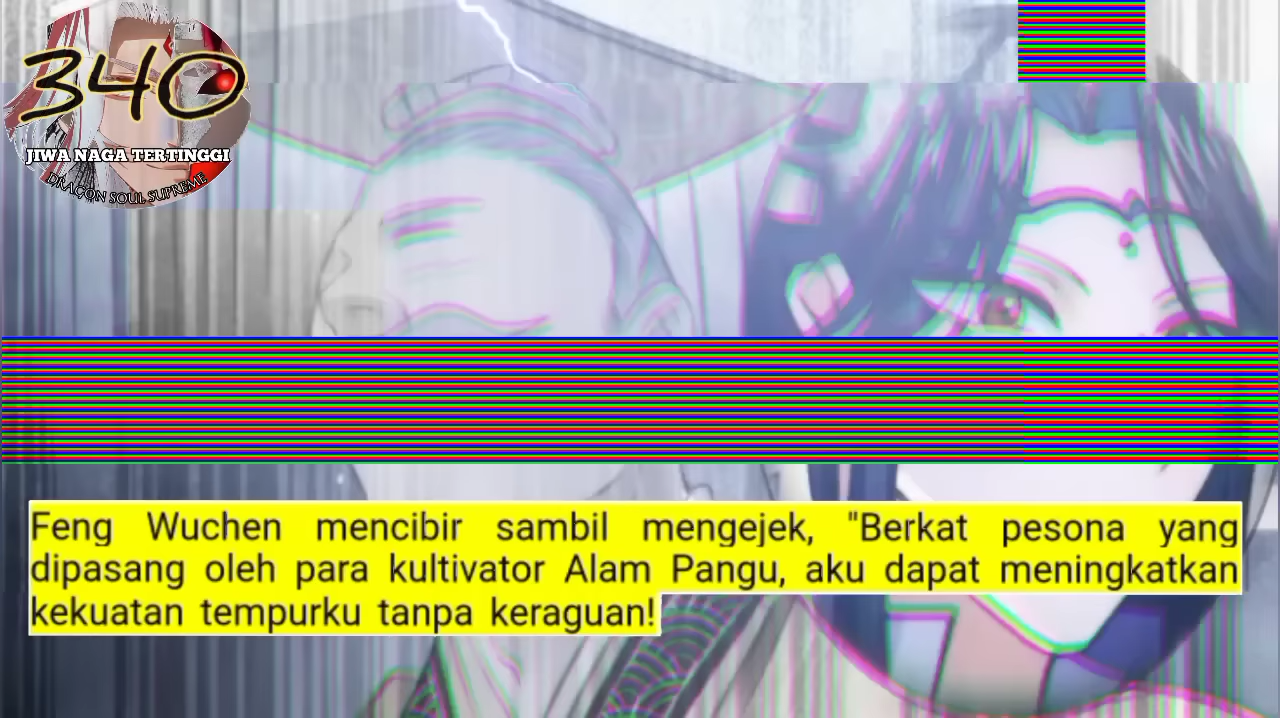 340
JIWA NAGA TERTINGGI
DRAGON SOUL SUPREME
Feng Wuchen mencibir sambil mengejek, "Berkat pesona yang
dipasang oleh para kultivator Alam Pangu, aku dapat meningkatkan
kekuatan tempurku tanpa keraguan!